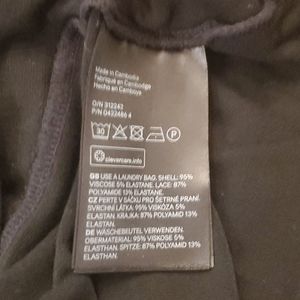 Made in Cambodia
Fabriqué en Cambodge
Hecho en Camboya
O/N 312242
P/N 0432486 4
30
P
clevercare.info
GB USE A LAUNDRY BAG. SHELL: 95%
VISCOSE 5% ELASTANE. LACE: 87%
POLYAMIDE 13% ELASTANE.
CZ PERTE V SÁČKU PRO ŠETRNÉ PRANÍ.
SVRCHNÍ LÁTKA: 95% VISKÓZA 5%
ELASTAN. KRAJKA: 87% POLYAMID 13%
ELASTAN.
DE WÄSCHEBEUTEL VERWENDEN.
OBERMATERIAL: 95% VISKOSE 5%
ELASTHAN. SPITZE: 87% POLYAMID 13%
ELASTHAN.